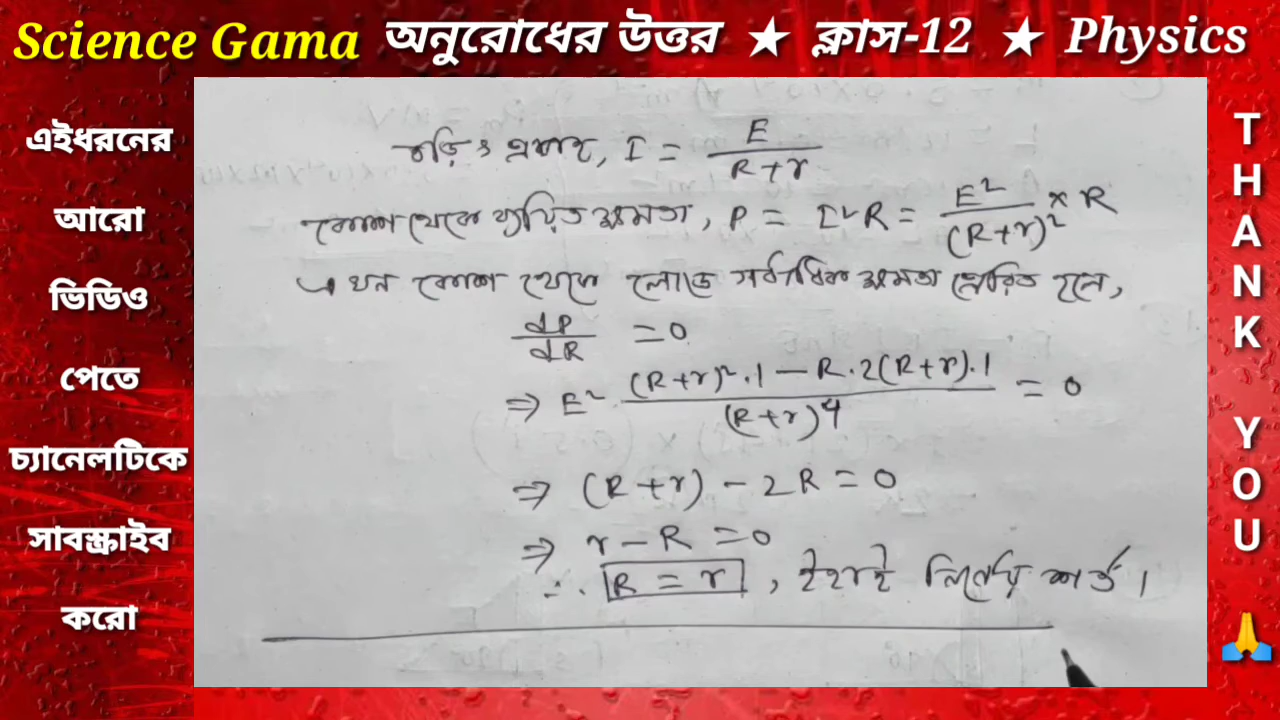 Science Gama অনুরোধের উত্তর ★ ক্লাস-12 ★ Physics
এইধরনের
আরো
ভিডিও
পেতে
চ্যানেলটিকে
সাবস্ক্রাইব
করো
তড়িৎ প্রবাহ, I = E / (R+r)
কোশ থেকে ব্যয়িত ক্ষমতা, P = I²R = E² / (R+r)² × R
এখন কোশ থেকে লোডে সর্বাধিক ক্ষমতা প্রেরিত হলে,
dP / dR = 0
⇒ E² ((R+r)².1 − R.2(R+r).1) / (R+r)⁴ = 0
⇒ (R+r) − 2R = 0
⇒ r − R = 0
∴ R = r , ইহাই নির্ণেয় শর্ত।
THANK
YOU